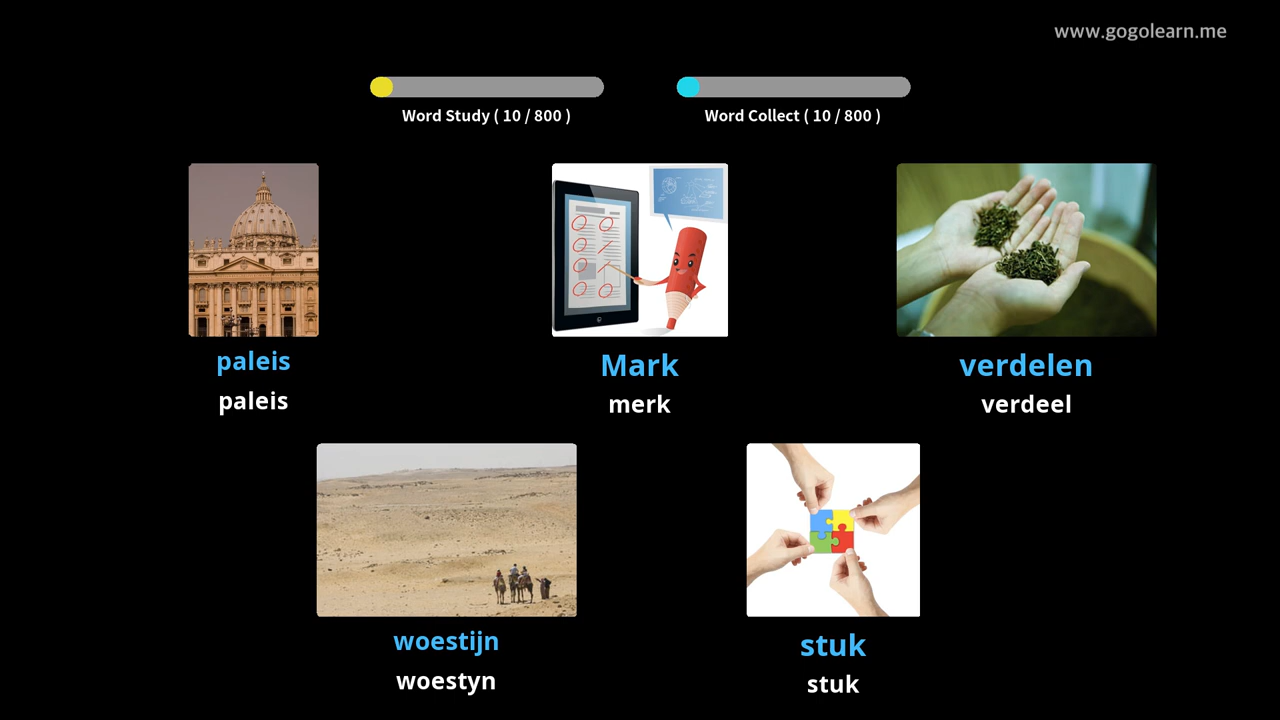 www.gogolearn.me
Word Study ( 10 / 800 )
Word Collect ( 10 / 800 )
paleis
paleis
Mark
merk
verdelen
verdeel
woestijn
woestyn
stuk
stuk